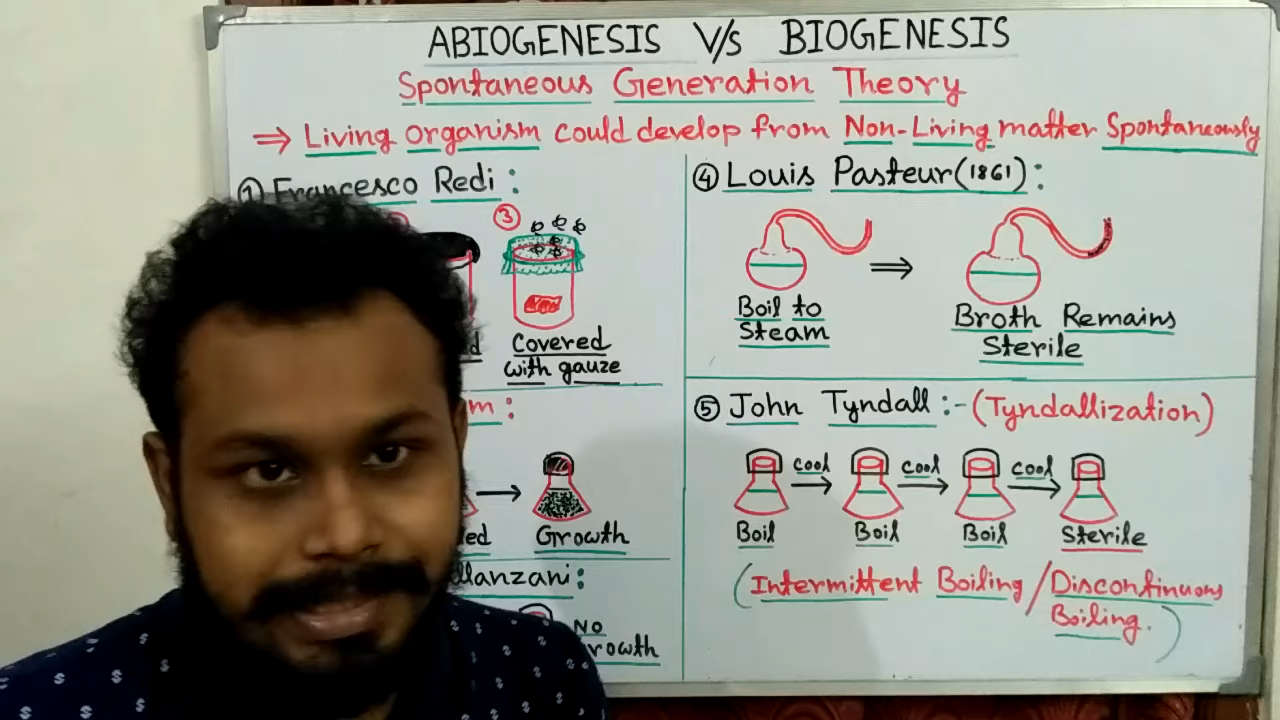 ABIOGENESIS V/s BIOGENESIS
Spontaneous Generation Theory
⇒ Living organism could develop from Non-Living matter Spontaneously
① Francesco Redi :
③
Covered
with gauze
Growth
NO
④ Louis Pasteur (1861) :
Boil to
Steam
⇒
Broth Remains
Sterile
⑤ John Tyndall :- (Tyndallization)
cool → cool → cool →
Boil Boil Boil Sterile
(Intermittent Boiling / Discontinuous
Boiling.)